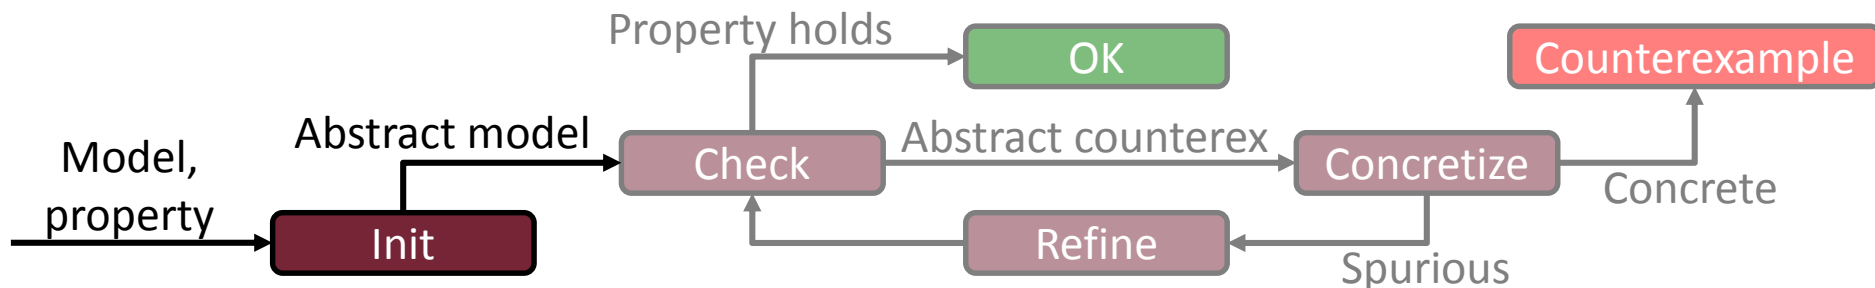 Property holds
OK
Counterexample
Model,
property
Abstract model
Check
Abstract counterex
Concretize
Concrete
Init
Refine
Spurious